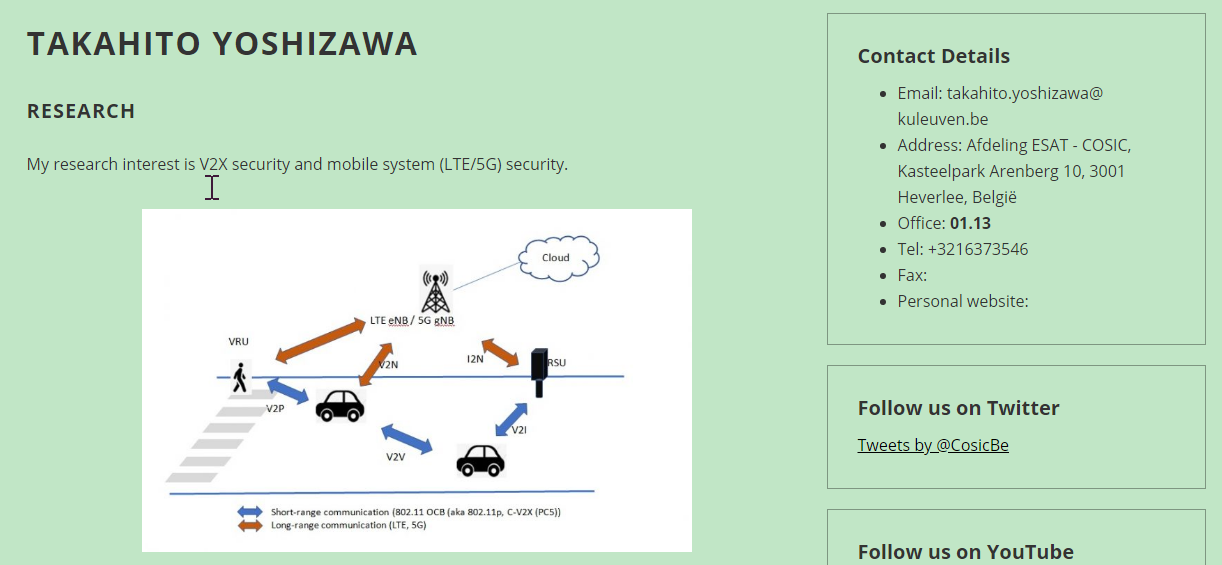 TAKAHITO YOSHIZAWA
RESEARCH
My research interest is V2X security and mobile system (LTE/5G) security.
Cloud
LTE eNB / 5G gNB
VRU
V2N
I2N
RSU
V2P
V2I
V2V
Short-range communication (802.11 OCB (aka 802.11p, C-V2X (PC5))
Long-range communication (LTE, 5G)
Contact Details
Email: takahito.yoshizawa@
kuleuven.be
Address: Afdeling ESAT - COSIC,
Kasteelpark Arenberg 10, 3001
Heverlee, België
Office: 01.13
Tel: +3216373546
Fax:
Personal website:
Follow us on Twitter
Tweets by @CosicBe
Follow us on YouTube